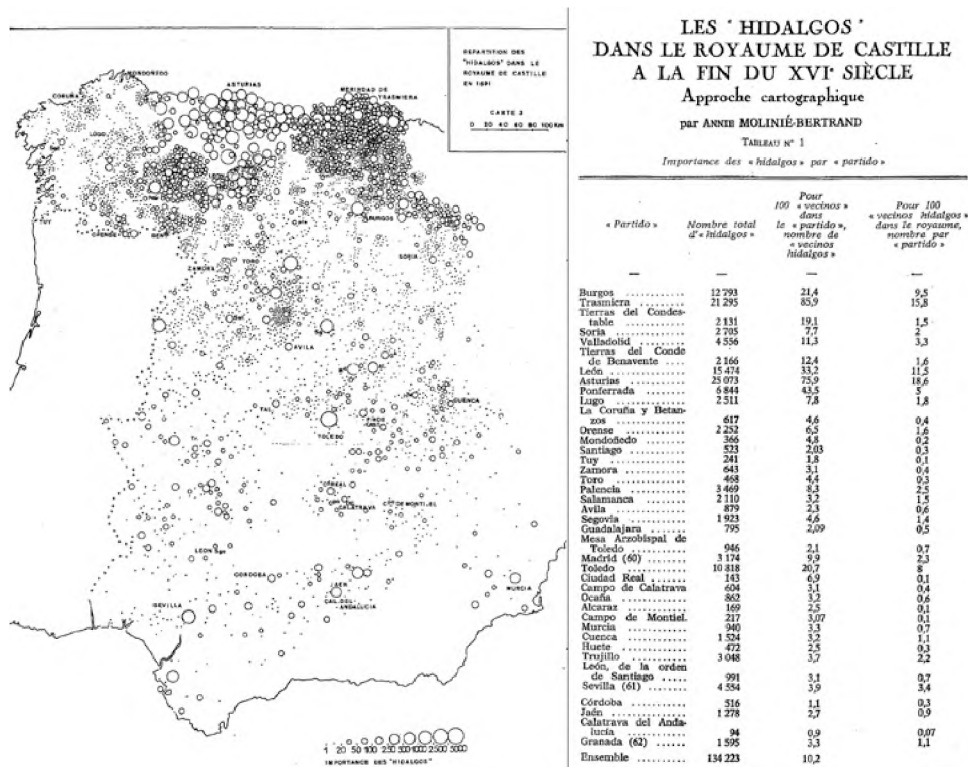 REPARTITION DES
"HIDALGOS" DANS LE
ROYAUME DE CASTILLE
EN 1591
CARTE 3
0 20 40 60 80 100KM
MONDOÑEDO
CORUÑA
ASTURIAS
MERINDAD DE
TRASMIERA
LUGO
TUY
ORENSE
BURGOS
SORIA
ZAMORA
TORO
AVILA
CUENCA
TOLEDO
C.REAL
CALATRAVA
C. DE MONTIEL
LEON
CORDOBA
JAEN
CAL. DEL
ANDALUCIA
MURCIA
SEVILLA
1 20 50 100 250 500 1000 2500 5000
IMPORTANCE DES "HIDALGOS"
LES "HIDALGOS"
DANS LE ROYAUME DE CASTILLE
A LA FIN DU XVIᵉ SIÈCLE
Approche cartographique
par ANNIE MOLINIÉ-BERTRAND
TABLEAU N° 1
Importance des « hidalgos » par « partido »
« Partido »
Nombre total
d'« hidalgos »
Pour
100 « vecinos »
dans
le « partido »,
nombre de
« vecinos
hidalgos »
Pour 100
« vecinos hidalgos »
dans le royaume,
nombre par
« partido »
Burgos ............ 12 793 21,4 9,5
Trasmiera ......... 21 295 85,9 15,8
Tierras del Condes-
table ............ 2 131 19,1 1,5
Soria ............. 2 705 7,7 2
Valladolid ........ 4 556 11,3 3,3
Tierras del Conde
de Benavente .... 2 166 12,4 1,6
León .............. 15 474 33,2 11,5
Asturias .......... 25 073 75,9 18,6
Ponferrada ........ 6 844 43,5 5
Lugo .............. 2 511 7,8 1,8
La Coruña y Betan-
zos .............. 617 4,6 0,4
Orense ............ 2 252 6,5 1,6
Mondoñedo ......... 366 4,8 0,2
Santiago .......... 523 2,03 0,3
Tuy ............... 241 1,8 0,1
Zamora ............ 643 3,1 0,4
Toro .............. 468 4,4 0,3
Palencia .......... 3 469 8,3 2,5
Salamanca ......... 2 110 3,2 1,5
Avila ............. 879 2,3 0,6
Segovia ........... 1 923 4,6 1,4
Guadalajara ....... 795 2,09 0,5
Mesa Arzobispal de
Toledo ........... 946 2,1 0,7
Madrid (60) ....... 3 174 9,9 2,3
Toledo ............ 10 818 20,7 8
Ciudad Real ....... 143 6,9 0,1
Campo de Calatrava 604 3,1 0,4
Ocaña ............. 862 3,2 0,6
Alcaraz ........... 169 2,5 0,1
Campo de Montiel. 217 3,07 0,1
Murcia ............ 940 3,3 0,7
Cuenca ............ 1 524 3,2 1,1
Huete ............. 472 2,5 0,3
Trujillo .......... 3 048 3,7 2,2
León, de la orden
de Santiago ..... 991 3,1 0,7
Sevilla (61) ...... 4 554 3,9 3,4
Córdoba ........... 516 1,1 0,3
Jaén .............. 1 278 2,7 0,9
Calatrava del Anda-
lucía ............ 94 0,9 0,07
Granada (62) ...... 1 595 3,3 1,1
Ensemble .......... 134 223 10,2